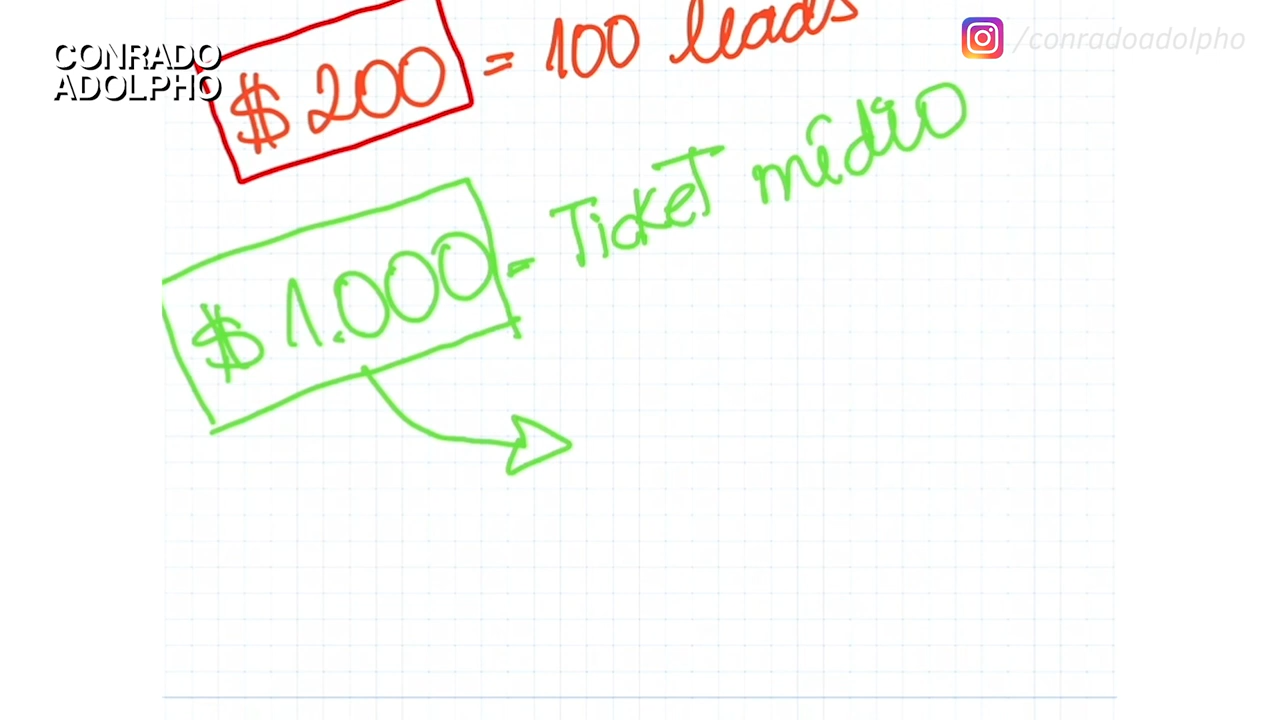 CONRADO
ADOLPHO
/conradoadolpho
$ 200 = 100 leads
$ 1.000 - Ticket médio